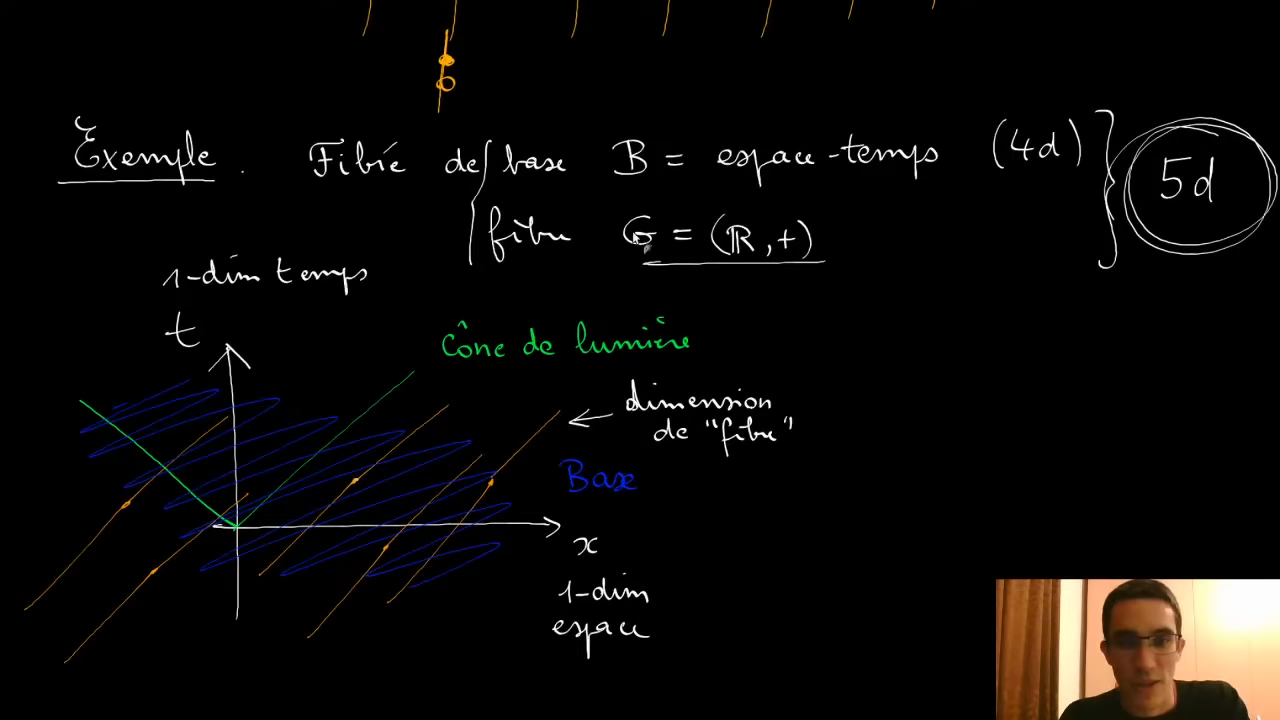 Exemple. Fibré de base B = espace-temps (4d)
fibre G = (ℝ, +)
5d
1-dim temps
t
Cône de lumière
dimension
de "fibre"
Base
x
1-dim
espace